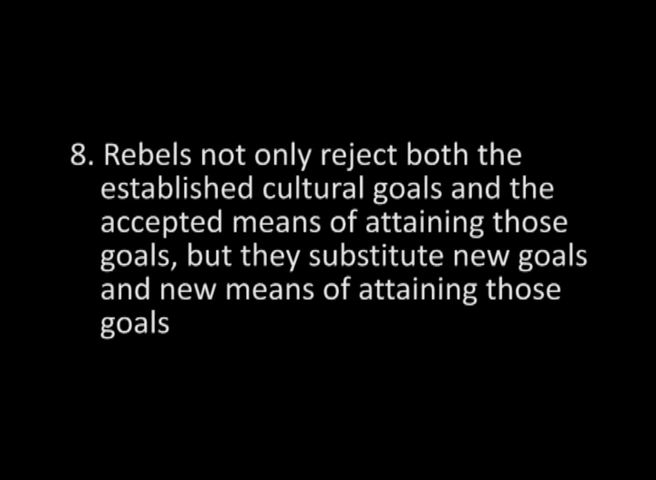 8. Rebels not only reject both the
established cultural goals and the
accepted means of attaining those
goals, but they substitute new goals
and new means of attaining those
goals